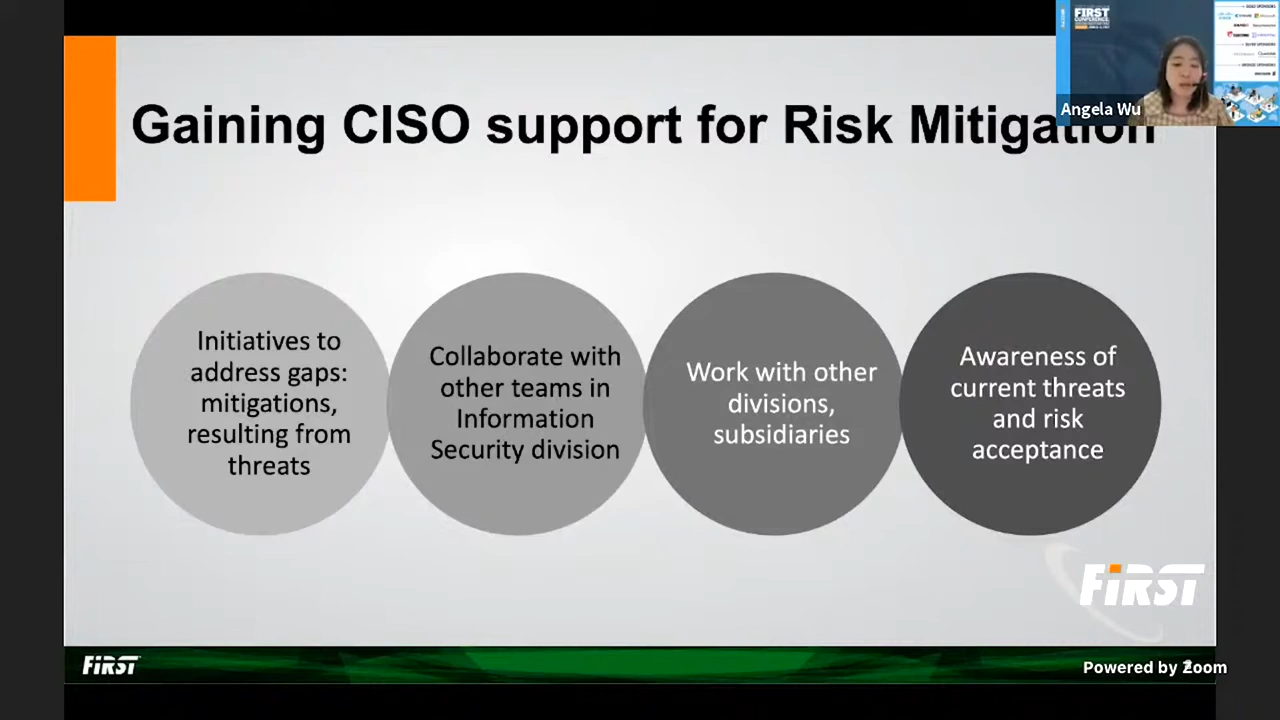 Gaining CISO support for Risk Mitigation
FIRST
CONFERENCE
Angela Wu
Initiatives to
address gaps:
mitigations,
resulting from
threats
Collaborate with
other teams in
Information
Security division
Work with other
divisions,
subsidiaries
Awareness of
current threats
and risk
acceptance
FiRST
FiRST
Powered by Zoom